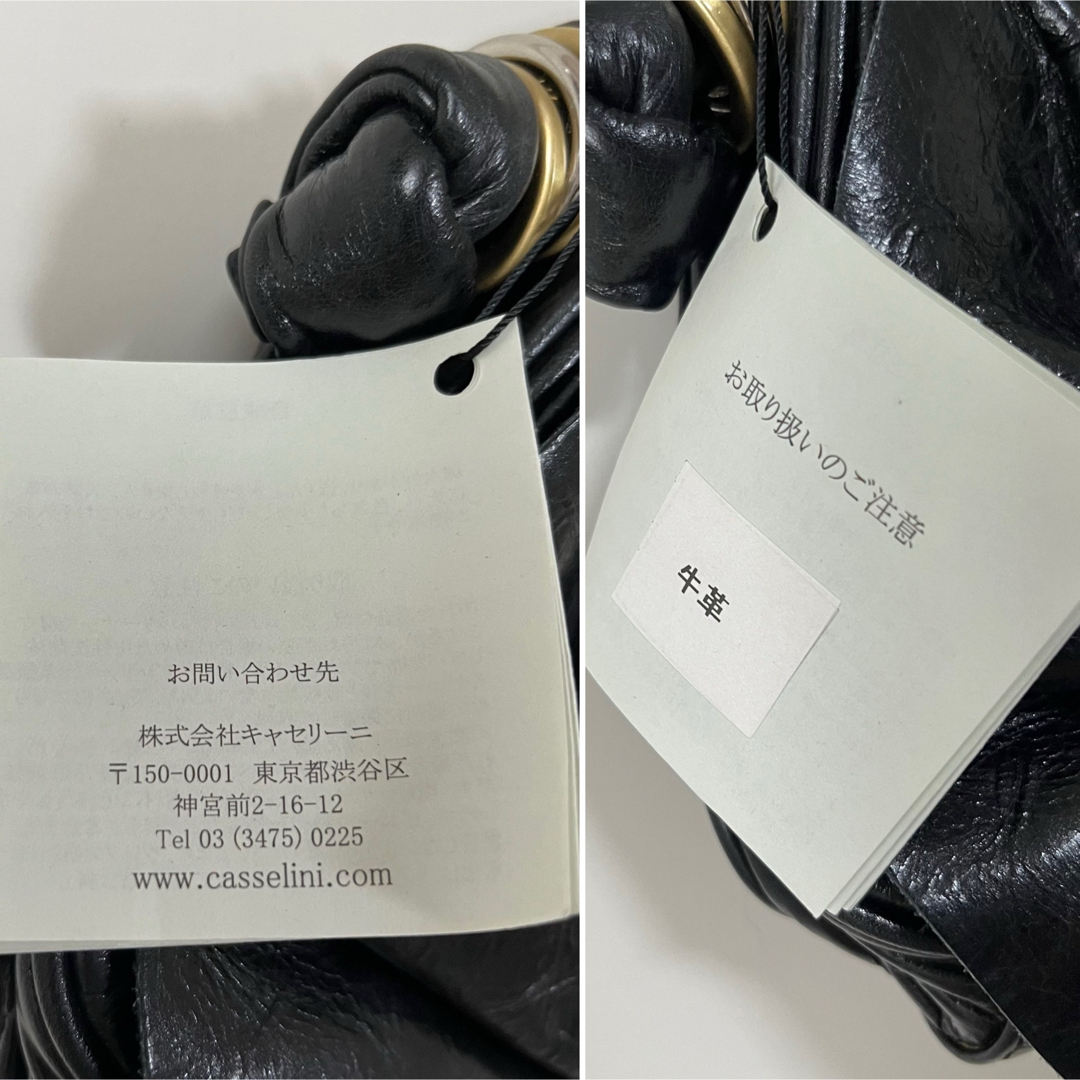 お問い合わせ先
株式会社キャセリーニ
〒150-0001 東京都渋谷区
神宮前2-16-12
Tel 03 (3475) 0225
www.casselini.com
お取り扱いのご注意
牛革